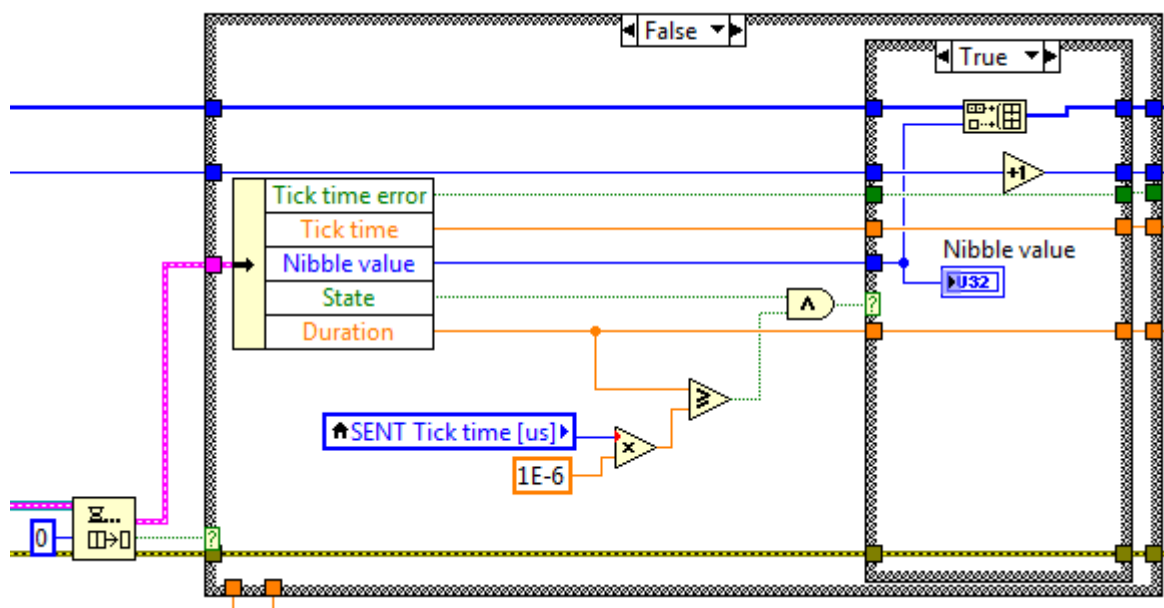 False
True
Tick time error
Tick time
Nibble value
State
Duration
Nibble value
U32
+1
SENT Tick time [us]
1E-6
0